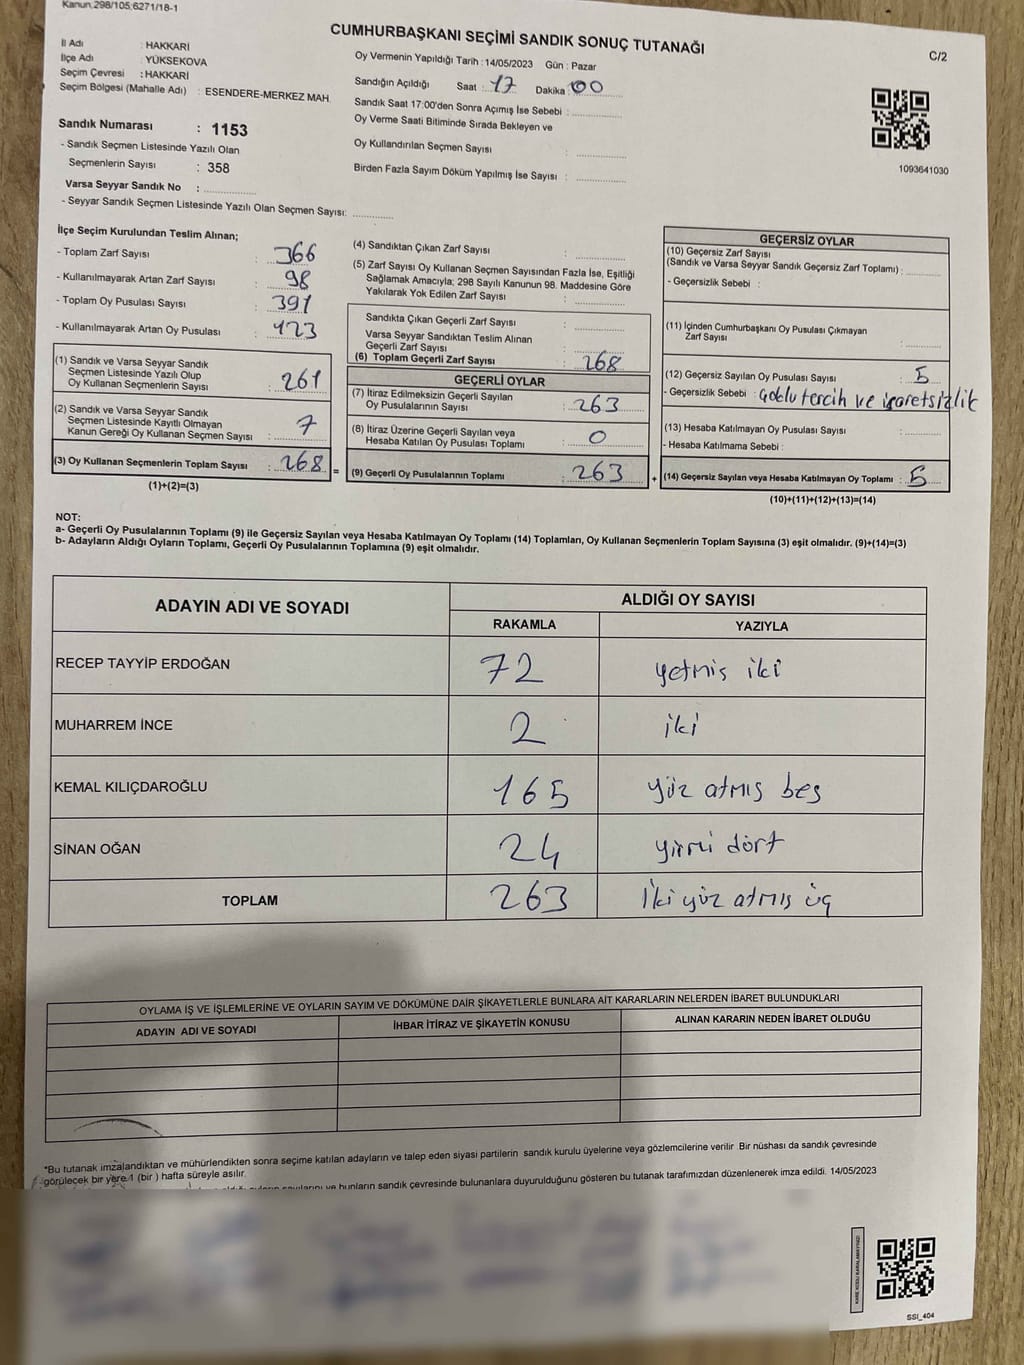 Kanun,298/105;6271/18-1
CUMHURBAŞKANI SEÇİMİ SANDIK SONUÇ TUTANAĞI
C/2
İl Adı : HAKKARİ
İlçe Adı : YÜKSEKOVA
Seçim Çevresi : HAKKARİ
Seçim Bölgesi (Mahalle Adı) : ESENDERE-MERKEZ MAH.
Sandık Numarası : 1153
- Sandık Seçmen Listesinde Yazılı Olan
Seçmenlerin Sayısı : 358
Varsa Seyyar Sandık No :
- Seyyar Sandık Seçmen Listesinde Yazılı Olan Seçmen Sayısı:
Oy Vermenin Yapıldığı Tarih : 14/05/2023 Gün : Pazar
Sandığın Açıldığı Saat : 17 Dakika : 00
Sandık Saat 17:00'den Sonra Açımış İse Sebebi :
Oy Verme Saati Bitiminde Sırada Bekleyen ve
Oy Kullandırılan Seçmen Sayısı :
Birden Fazla Sayım Döküm Yapılmış İse Sayısı :
1093641030
İlçe Seçim Kurulundan Teslim Alınan;
- Toplam Zarf Sayısı : 366
- Kullanılmayarak Artan Zarf Sayısı : 98
- Toplam Oy Pusulası Sayısı : 391
- Kullanılmayarak Artan Oy Pusulası : 123
(1) Sandık ve Varsa Seyyar Sandık
Seçmen Listesinde Yazılı Olup
Oy Kullanan Seçmenlerin Sayısı : 261
(2) Sandık ve Varsa Seyyar Sandık
Seçmen Listesinde Kayıtlı Olmayan
Kanun Gereği Oy Kullanan Seçmen Sayısı : 7
(3) Oy Kullanan Seçmenlerin Toplam Sayısı : 268 =
(1)+(2)=(3)
(4) Sandıktan Çıkan Zarf Sayısı :
(5) Zarf Sayısı Oy Kullanan Seçmen Sayısından Fazla İse, Eşitliği
Sağlamak Amacıyla; 298 Sayılı Kanunun 98. Maddesine Göre
Yakılarak Yok Edilen Zarf Sayısı :
Sandıkta Çıkan Geçerli Zarf Sayısı :
Varsa Seyyar Sandıktan Teslim Alınan
Geçerli Zarf Sayısı :
(6) Toplam Geçerli Zarf Sayısı : 268
GEÇERLİ OYLAR
(7) İtiraz Edilmeksizin Geçerli Sayılan
Oy Pusulalarının Sayısı : 263
(8) İtiraz Üzerine Geçerli Sayılan veya
Hesaba Katılan Oy Pusulası Toplamı : 0
(9) Geçerli Oy Pusulalarının Toplamı : 263 +
GEÇERSİZ OYLAR
(10) Geçersiz Zarf Sayısı
(Sandık ve Varsa Seyyar Sandık Geçersiz Zarf Toplamı) :
- Geçersizlik Sebebi :
(11) İçinden Cumhurbaşkanı Oy Pusulası Çıkmayan
Zarf Sayısı :
(12) Geçersiz Sayılan Oy Pusulası Sayısı : 5
- Geçersizlik Sebebi : Çoklu tercih ve işaretsizlik
(13) Hesaba Katılmayan Oy Pusulası Sayısı :
- Hesaba Katılmama Sebebi :
(14) Geçersiz Sayılan veya Hesaba Katılmayan Oy Toplamı : 5
(10)+(11)+(12)+(13)=(14)
NOT:
a- Geçerli Oy Pusulalarının Toplamı (9) ile Geçersiz Sayılan veya Hesaba Katılmayan Oy Toplamı (14) Toplamları, Oy Kullanan Seçmenlerin Toplam Sayısına (3) eşit olmalıdır. (9)+(14)=(3)
b- Adayların Aldığı Oyların Toplamı, Geçerli Oy Pusulalarının Toplamına (9) eşit olmalıdır.
ADAYIN ADI VE SOYADI ALDIĞI OY SAYISI
RAKAMLA YAZIYLA
RECEP TAYYİP ERDOĞAN 72 yetmiş iki
MUHARREM İNCE 2 iki
KEMAL KILIÇDAROĞLU 165 yüz atmış beş
SİNAN OĞAN 24 yirmi dört
TOPLAM 263 İki yüz atmış üç
OYLAMA İŞ VE İŞLEMLERİNE VE OYLARIN SAYIM VE DÖKÜMÜNE DAİR ŞİKAYETLERLE BUNLARA AİT KARARLARIN NELERDEN İBARET BULUNDUKLARI
ADAYIN ADI VE SOYADI İHBAR İTİRAZ VE ŞİKAYETİN KONUSU ALINAN KARARIN NEDEN İBARET OLDUĞU
*Bu tutanak imzalandıktan ve mühürlendikten sonra seçime katılan adayların ve talep eden siyasi partilerin sandık kurulu üyelerine veya gözlemcilerine verilir. Bir nüshası da sandık çevresinde
görülecek bir yere 1 (bir ) hafta süreyle asılır.
bunların sandık çevresinde bulunanlara duyurulduğunu gösteren bu tutanak tarafımızdan düzenlenerek imza edildi. 14/05/2023
SSI_404